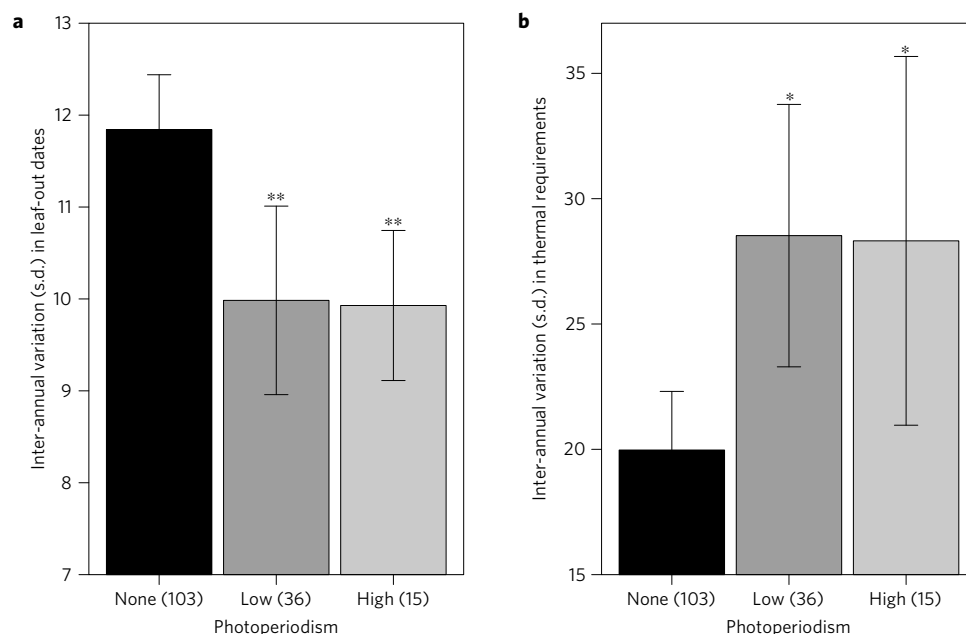 a
Inter-annual variation (s.d.) in leaf-out dates
13
12
11
10
9
8
7
**
**
None (103) Low (36) High (15)
Photoperiodism
b
Inter-annual variation (s.d.) in thermal requirements
35
30
25
20
15
*
*
None (103) Low (36) High (15)
Photoperiodism